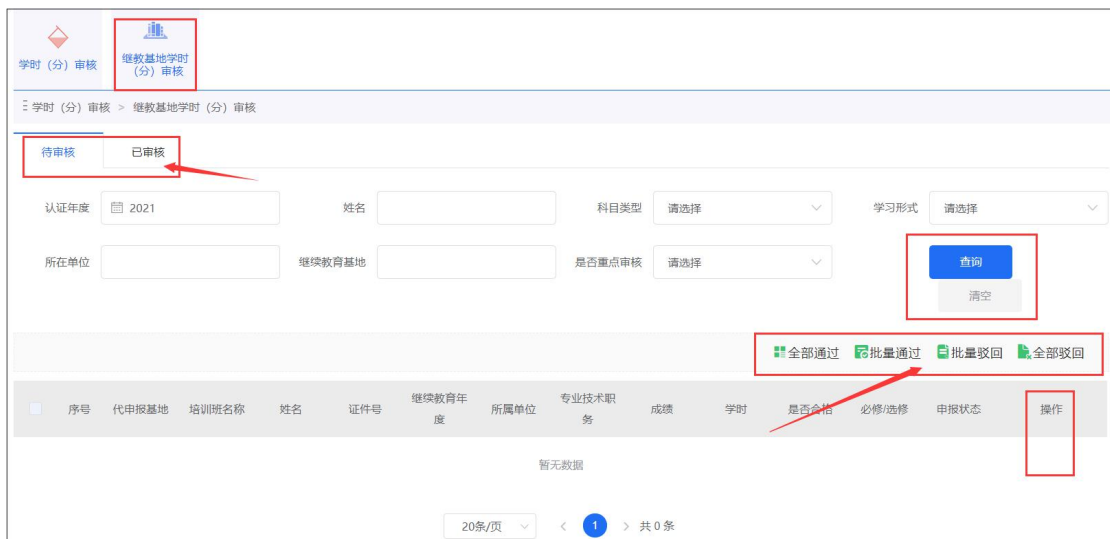 学时（分）审核
继教基地学时
（分）审核
学时（分）审核 > 继教基地学时（分）审核
待审核 已审核
认证年度 2021 姓名 科目类型 请选择 学习形式 请选择
所在单位 继续教育基地 是否重点审核 请选择 查询
清空
全部通过 批量通过 批量驳回 全部驳回
序号 代申报基地 培训班名称 姓名 证件号 继续教育年度 所属单位 专业技术职务 成绩 学时 是否合格 必修/选修 申报状态 操作
暂无数据
20条/页 < 1 > 共 0 条